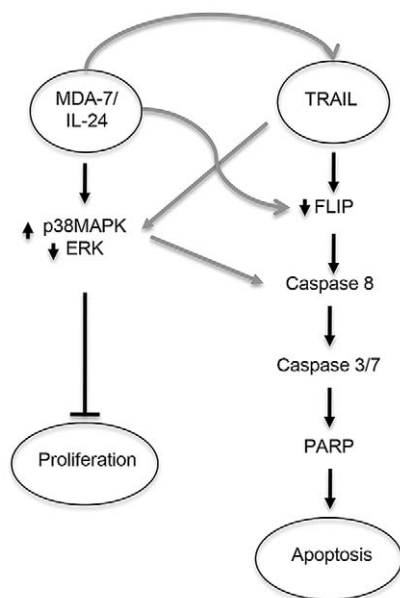 MDA-7/
IL-24
TRAIL
p38MAPK
ERK
FLIP
Caspase 8
Caspase 3/7
PARP
Proliferation
Apoptosis